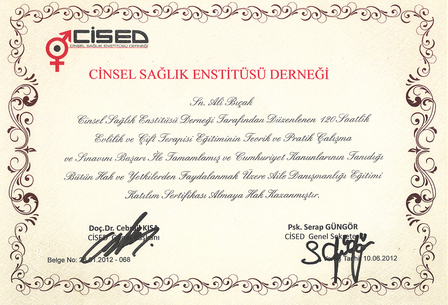 CİSED
CİNSEL SAĞLIK ENSTİTÜSÜ DERNEĞİ
CİNSEL SAĞLIK ENSTİTÜSÜ DERNEĞİ
Sn. Ali Bıçak
Cinsel Sağlık Enstitüsü Derneği Tarafından Düzenlenen 120 Saatlik
Evlilik ve Çift Terapisi Eğitiminin Teorik ve Pratik Çalışma
ve Sınavını Başarı İle Tamamlamış ve Cumhuriyet Kanunlarının Tanıdığı
Bütün Hak ve Yetkilerden Faydalanmak Üzere Aile Danışmanlığı Eğitimi
Katılım Sertifikası Almaya Hak Kazanmıştır.
Doç.Dr.
CİSED
Psk. Serap GÜNGÖR
CİSED Genel
Belge No: .01.2012 - 068
Tarihi 10.06.2012